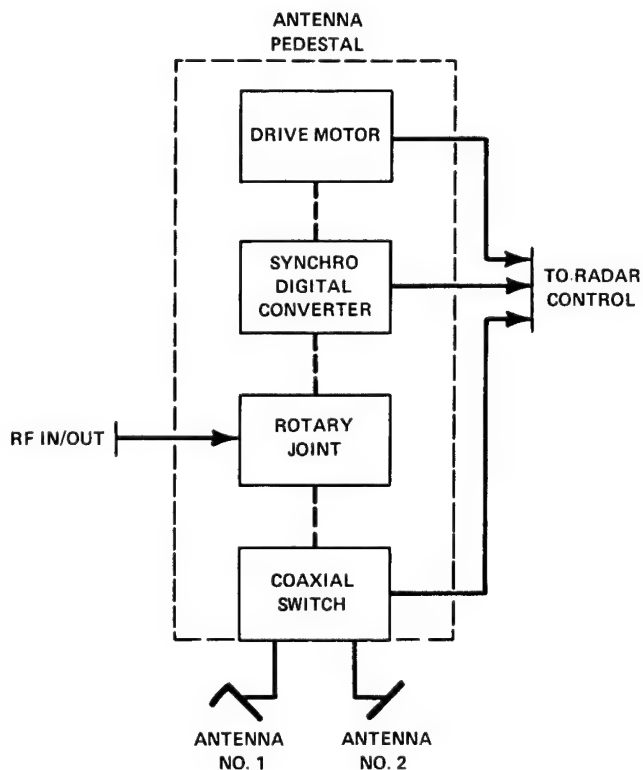 ANTENNA
PEDESTAL
DRIVE MOTOR
SYNCHRO
DIGITAL
CONVERTER
TO RADAR
CONTROL
RF IN/OUT
ROTARY
JOINT
COAXIAL
SWITCH
ANTENNA
NO. 1
ANTENNA
NO. 2